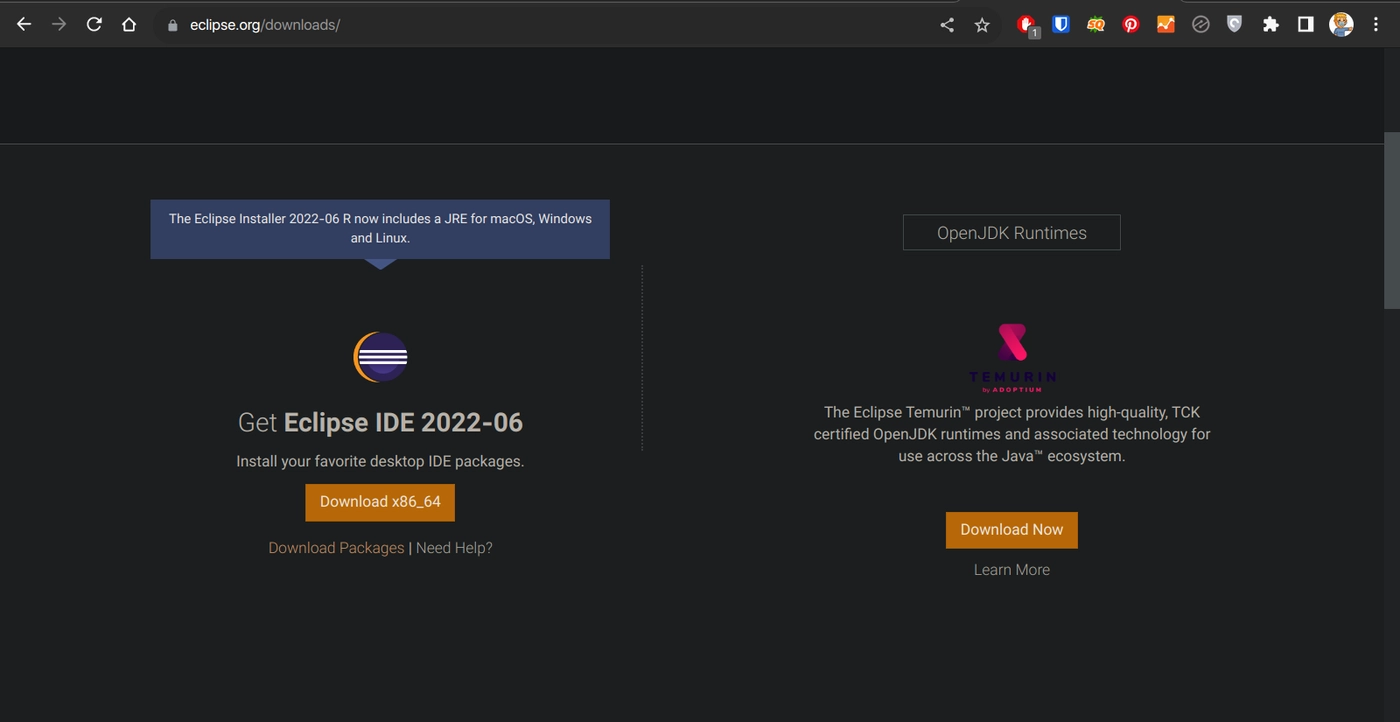 eclipse.org/downloads/
1
The Eclipse Installer 2022-06 R now includes a JRE for macOS, Windows
and Linux.
Get Eclipse IDE 2022-06
Install your favorite desktop IDE packages.
Download x86_64
Download Packages | Need Help?
OpenJDK Runtimes
TEMURIN
by ADOPTIUM
The Eclipse Temurin™ project provides high-quality, TCK
certified OpenJDK runtimes and associated technology for
use across the Java™ ecosystem.
Download Now
Learn More